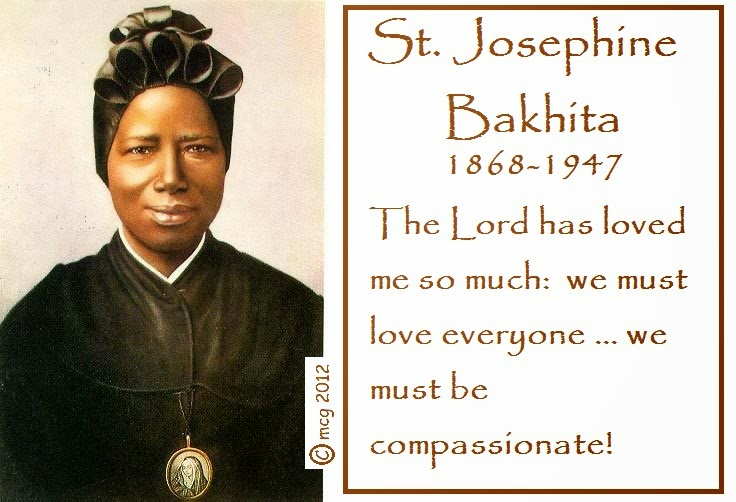 St. Josephine
Bakhita
1868-1947
The Lord has loved
me so much:  we must
love everyone ... we
must be
compassionate!
© mcg 2012